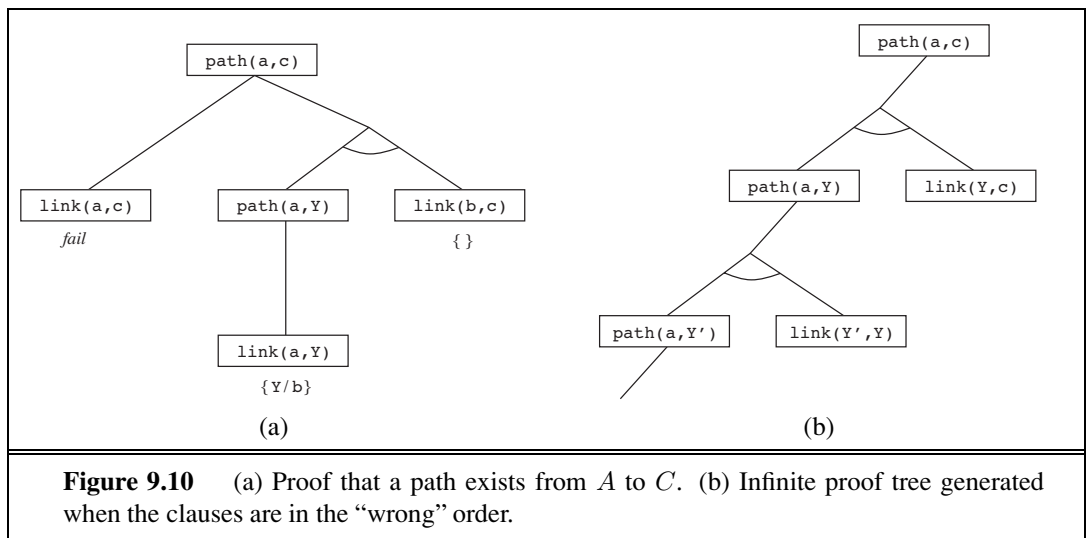 path(a,c)
link(a,c)
path(a,Y)
link(b,c)
fail
{ }
link(a,Y)
{Y/b}
(a)
path(a,c)
path(a,Y)
link(Y,c)
path(a,Y')
link(Y',Y)
(b)
Figure 9.10 (a) Proof that a path exists from A to C. (b) Infinite proof tree generated
when the clauses are in the “wrong” order.